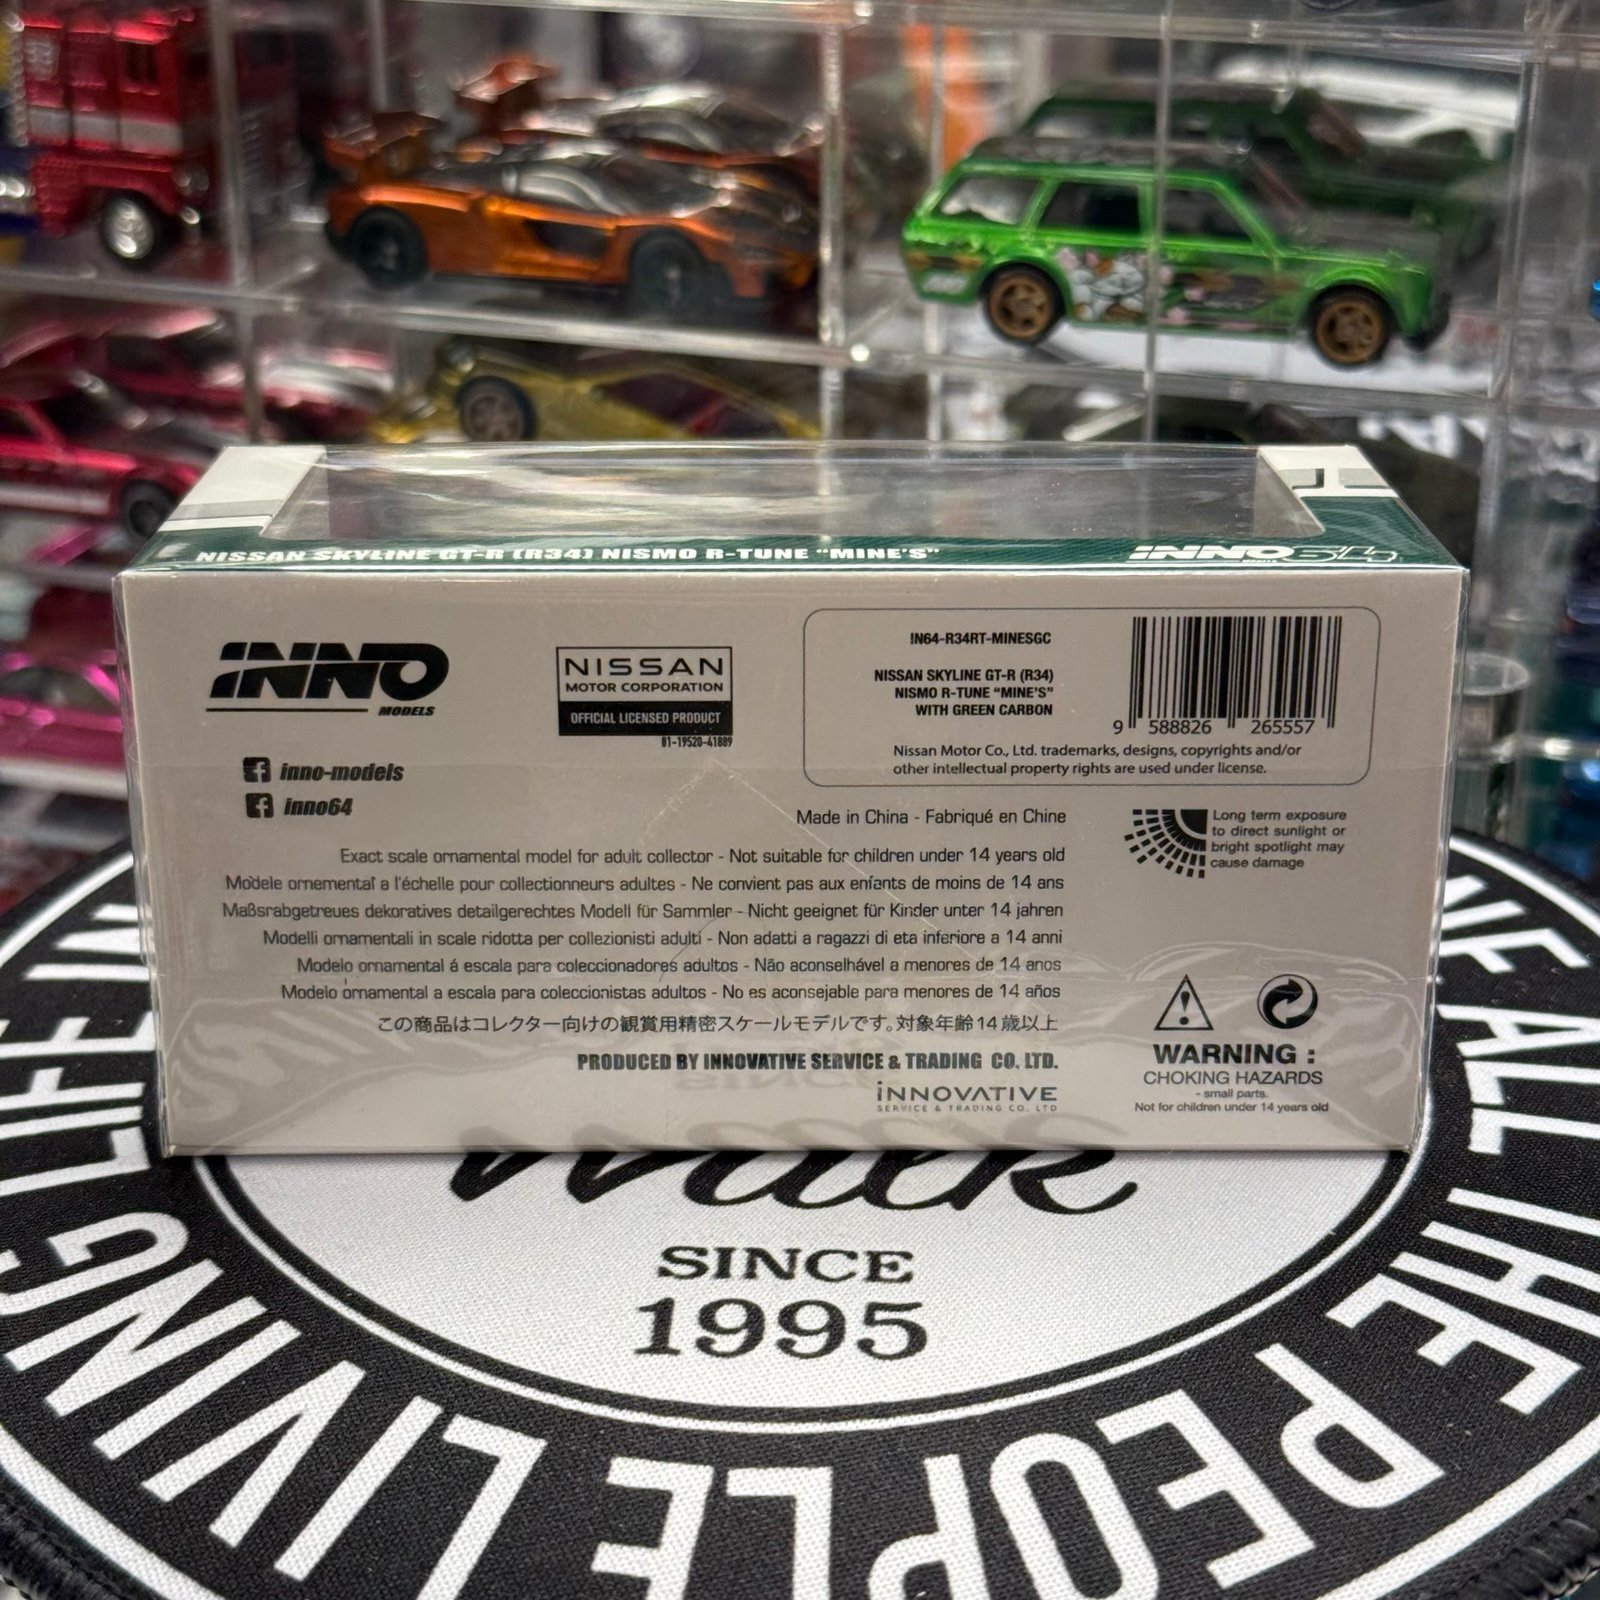 NISSAN SKYLINE GT-R (R34) NISMO R-TUNE "MINE'S"
INNO64
MODELS
INNO
MODELS
inno-models
inno64
NISSAN
MOTOR CORPORATION
OFFICIAL LICENSED PRODUCT
01-19520-41889
IN64-R34RT-MINESGC
NISSAN SKYLINE GT-R (R34)
NISMO R-TUNE "MINE'S"
WITH GREEN CARBON
9 588826 265557
Nissan Motor Co., Ltd. trademarks, designs, copyrights and/or
other intellectual property rights are used under license.
Made in China - Fabriqué en Chine
Long term exposure
to direct sunlight or
bright spotlight may
cause damage
Exact scale ornamental model for adult collector - Not suitable for children under 14 years old
Modele ornemental a l'échelle pour collectionneurs adultes - Ne convient pas aux enfants de moins de 14 ans
Maßsrabgetreues dekoratives detailgerechtes Modell für Sammler - Nicht geeignet für Kinder unter 14 jahren
Modelli ornamentali in scale ridotta per collezionisti adulti - Non adatti a ragazzi di eta inferiore a 14 anni
Modelo ornamental á escala para coleccionadores adultos - Não aconselhável a menores de 14 anos
Modelo ornamental a escala para coleccionistas adultos - No es aconsejable para menores de 14 años
この商品はコレクター向けの観賞用精密スケールモデルです。対象年齢14歳以上
PRODUCED BY INNOVATIVE SERVICE & TRADING CO. LTD.
INNOVATIVE
SERVICE & TRADING CO. LTD
WARNING :
CHOKING HAZARDS
- small parts.
Not for children under 14 years old
SINCE
1995
ALL THE PEOPLE LIVING LIFE IN